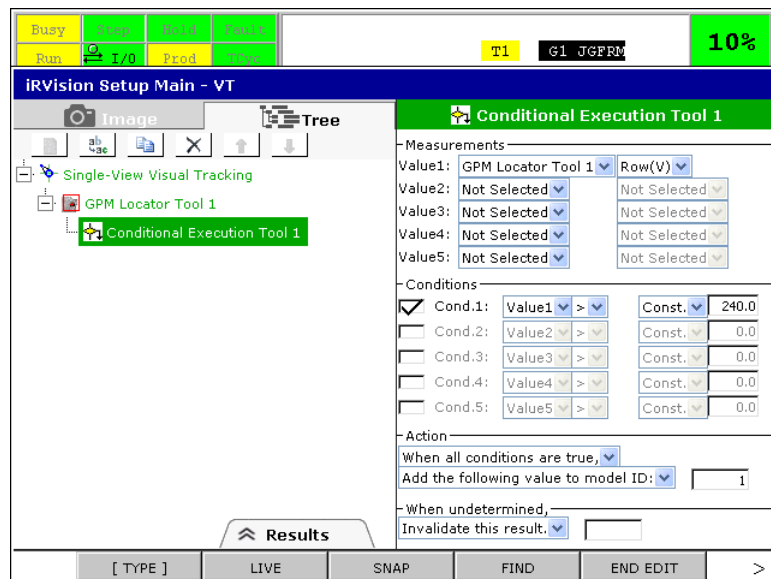 Busy Step Hold Fault
Run I/O Prod TCyc
T1 G1 JGFRM 10%
iRVision Setup Main - VT
Image Tree
ab
ac
Single-View Visual Tracking
GPM Locator Tool 1
Conditional Execution Tool 1
Results
Conditional Execution Tool 1
Measurements
Value1: GPM Locator Tool 1 Row(V)
Value2: Not Selected Not Selected
Value3: Not Selected Not Selected
Value4: Not Selected Not Selected
Value5: Not Selected Not Selected
Conditions
Cond.1: Value1 > Const. 240.0
Cond.2: Value2 > Const. 0.0
Cond.3: Value3 > Const. 0.0
Cond.4: Value4 > Const. 0.0
Cond.5: Value5 > Const. 0.0
Action
When all conditions are true,
Add the following value to model ID: 1
When undetermined,
Invalidate this result.
[ TYPE ] LIVE SNAP FIND END EDIT >